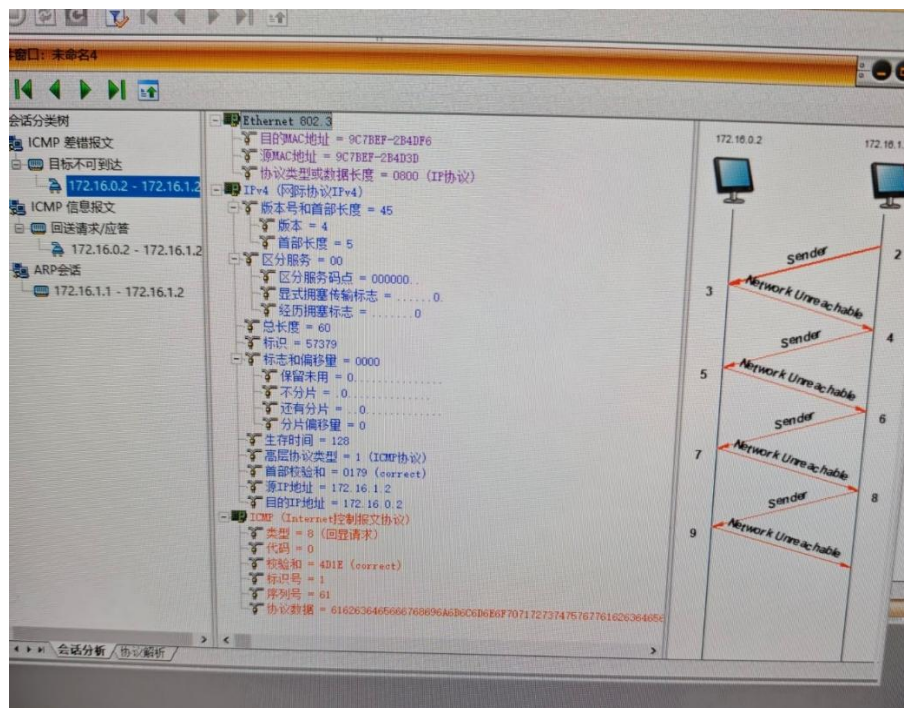 窗口: 未命名4
会话分类树
ICMP 差错报文
目标不可到达
172.16.0.2 - 172.16.1.2
ICMP 信息报文
回送请求/应答
172.16.0.2 - 172.16.1.2
ARP会话
172.16.1.1 - 172.16.1.2
会话分析
协议解析
Ethernet 802.3
目的MAC地址 = 9C7BEF-2B4DF6
源MAC地址 = 9C7BEF-2B4D3D
协议类型或数据长度 = 0800 (IP协议)
IPv4 (网际协议IPv4)
版本号和首部长度 = 45
版本 = 4
首部长度 = 5
区分服务 = 00
区分服务码点 = 000000..
显式拥塞传输标志 = ......0.
经历拥塞标志 = .......0
总长度 = 60
标识 = 57379
标志和偏移量 = 0000
保留未用 = 0...............
不分片 = .0..............
还有分片 = ..0.............
分片偏移量 = 0
生存时间 = 128
高层协议类型 = 1 (ICMP协议)
首部校验和 = 0179 (correct)
源IP地址 = 172.16.1.2
目的IP地址 = 172.16.0.2
ICMP (Internet控制报文协议)
类型 = 8 (回显请求)
代码 = 0
校验和 = 4D1E (correct)
标识号 = 1
序列号 = 61
协议数据 = 6162636465666768696A6B6C6D6E6F7071727374757677616263646566
172.16.0.2
172.16.1.
Sender
2
3
Network Unreachable
Sender
4
5
Network Unreachable
Sender
6
7
Network Unreachable
Sender
8
9
Network Unreachable